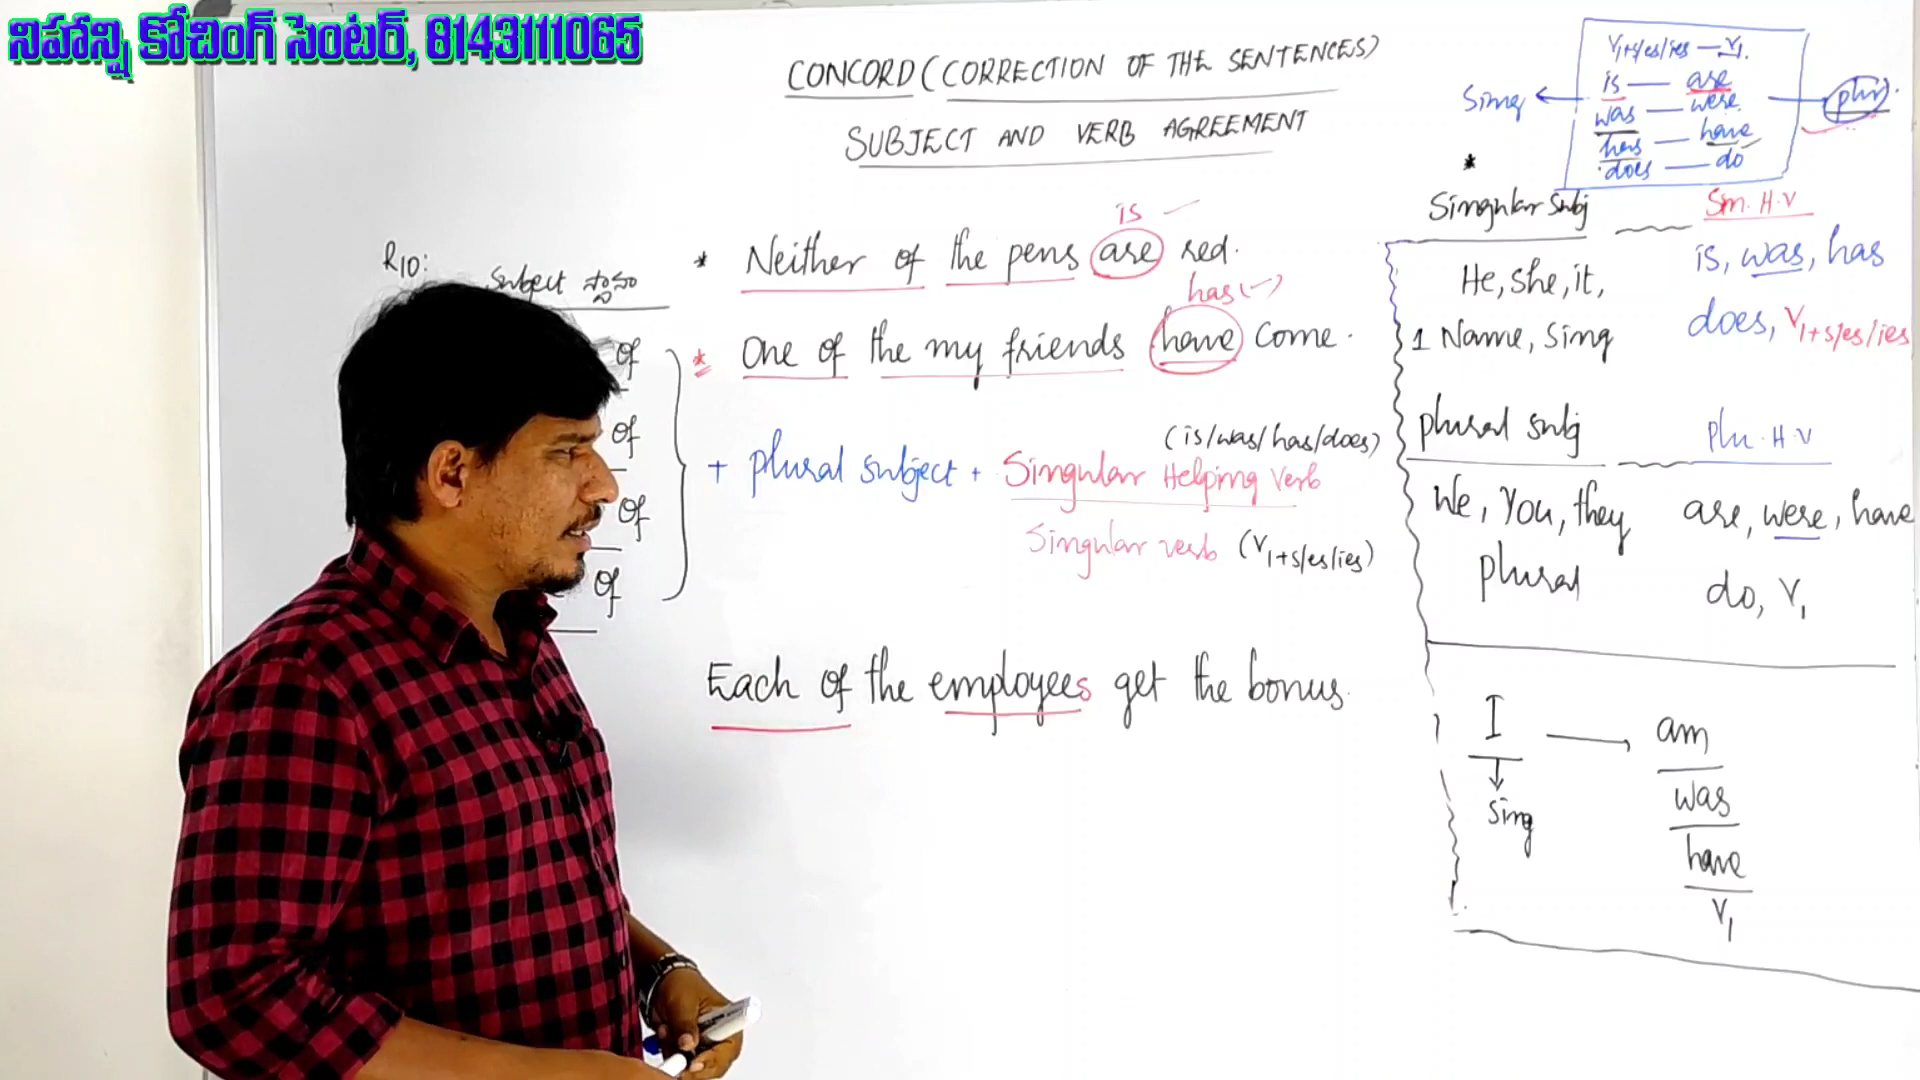 నిహాన్షి కోచింగ్ సెంటర్, 8143111065
CONCORD (CORRECTION OF THE SENTENCES)
SUBJECT AND VERB AGREEMENT
V1+s/es/ies — V1.
is — are
was — were
has — have
does — do
Sing
plu.
*
R10: Subject స్థానం
of
of
of
of
is
* Neither of the pens are red.
has (-)
* One of the my friends have come.
(is/was/has/does)
+ plural subject + Singular Helping verb
Singular verb (V1+s/es/ies)
Each of the employees get the bonus.
Singular Subj
Sin. H.V
He, she, it,
1 Name, Sing
is, was, has
does, V1+s/es/ies
plural subj
plu. H.V
We, You, they
plural
are, were, have
do, V1
I → am
sing
was
have
V1